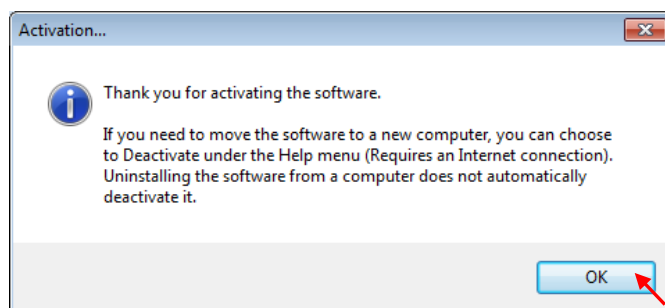 Activation...
Thank you for activating the software.
If you need to move the software to a new computer, you can choose
to Deactivate under the Help menu (Requires an Internet connection).
Uninstalling the software from a computer does not automatically
deactivate it.
OK